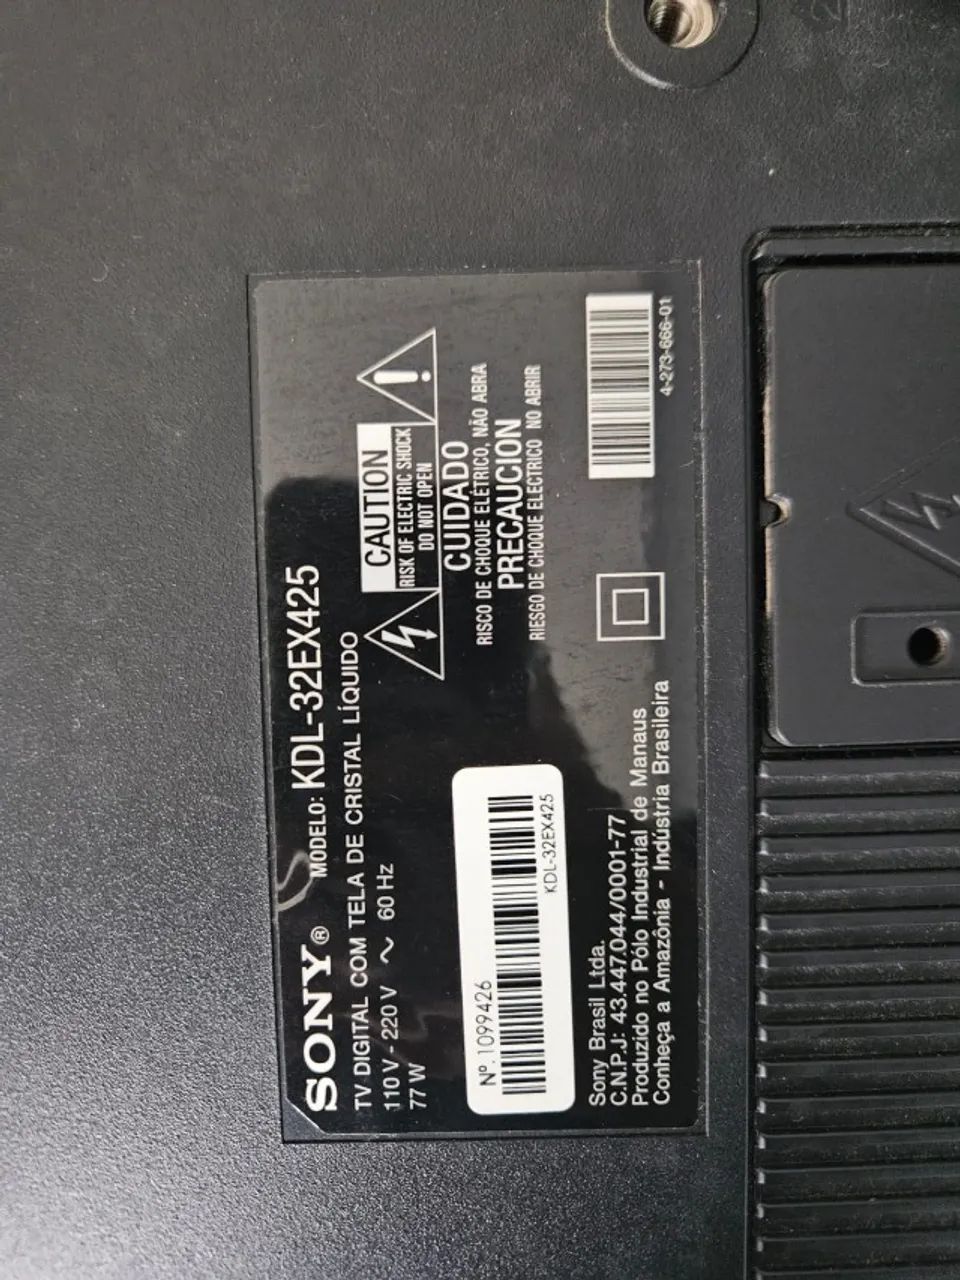 SONY® MODELO: KDL-32EX425
TV DIGITAL COM TELA DE CRISTAL LÍQUIDO
110 V - 220 V ~ 60 Hz
77 W
CAUTION
RISK OF ELECTRIC SHOCK
DO NOT OPEN
CUIDADO
RISCO DE CHOQUE ELÉTRICO, NÃO ABRA
PRECAUCION
RIESGO DE CHOQUE ELECTRICO NO ABRIR
Nº. 1099426
KDL-32EX425
Sony Brasil Ltda.
C.N.P.J: 43.447.044/0001-77
Produzido no Pólo Industrial de Manaus
Conheça a Amazônia - Indústria Brasileira
4-273-666-01